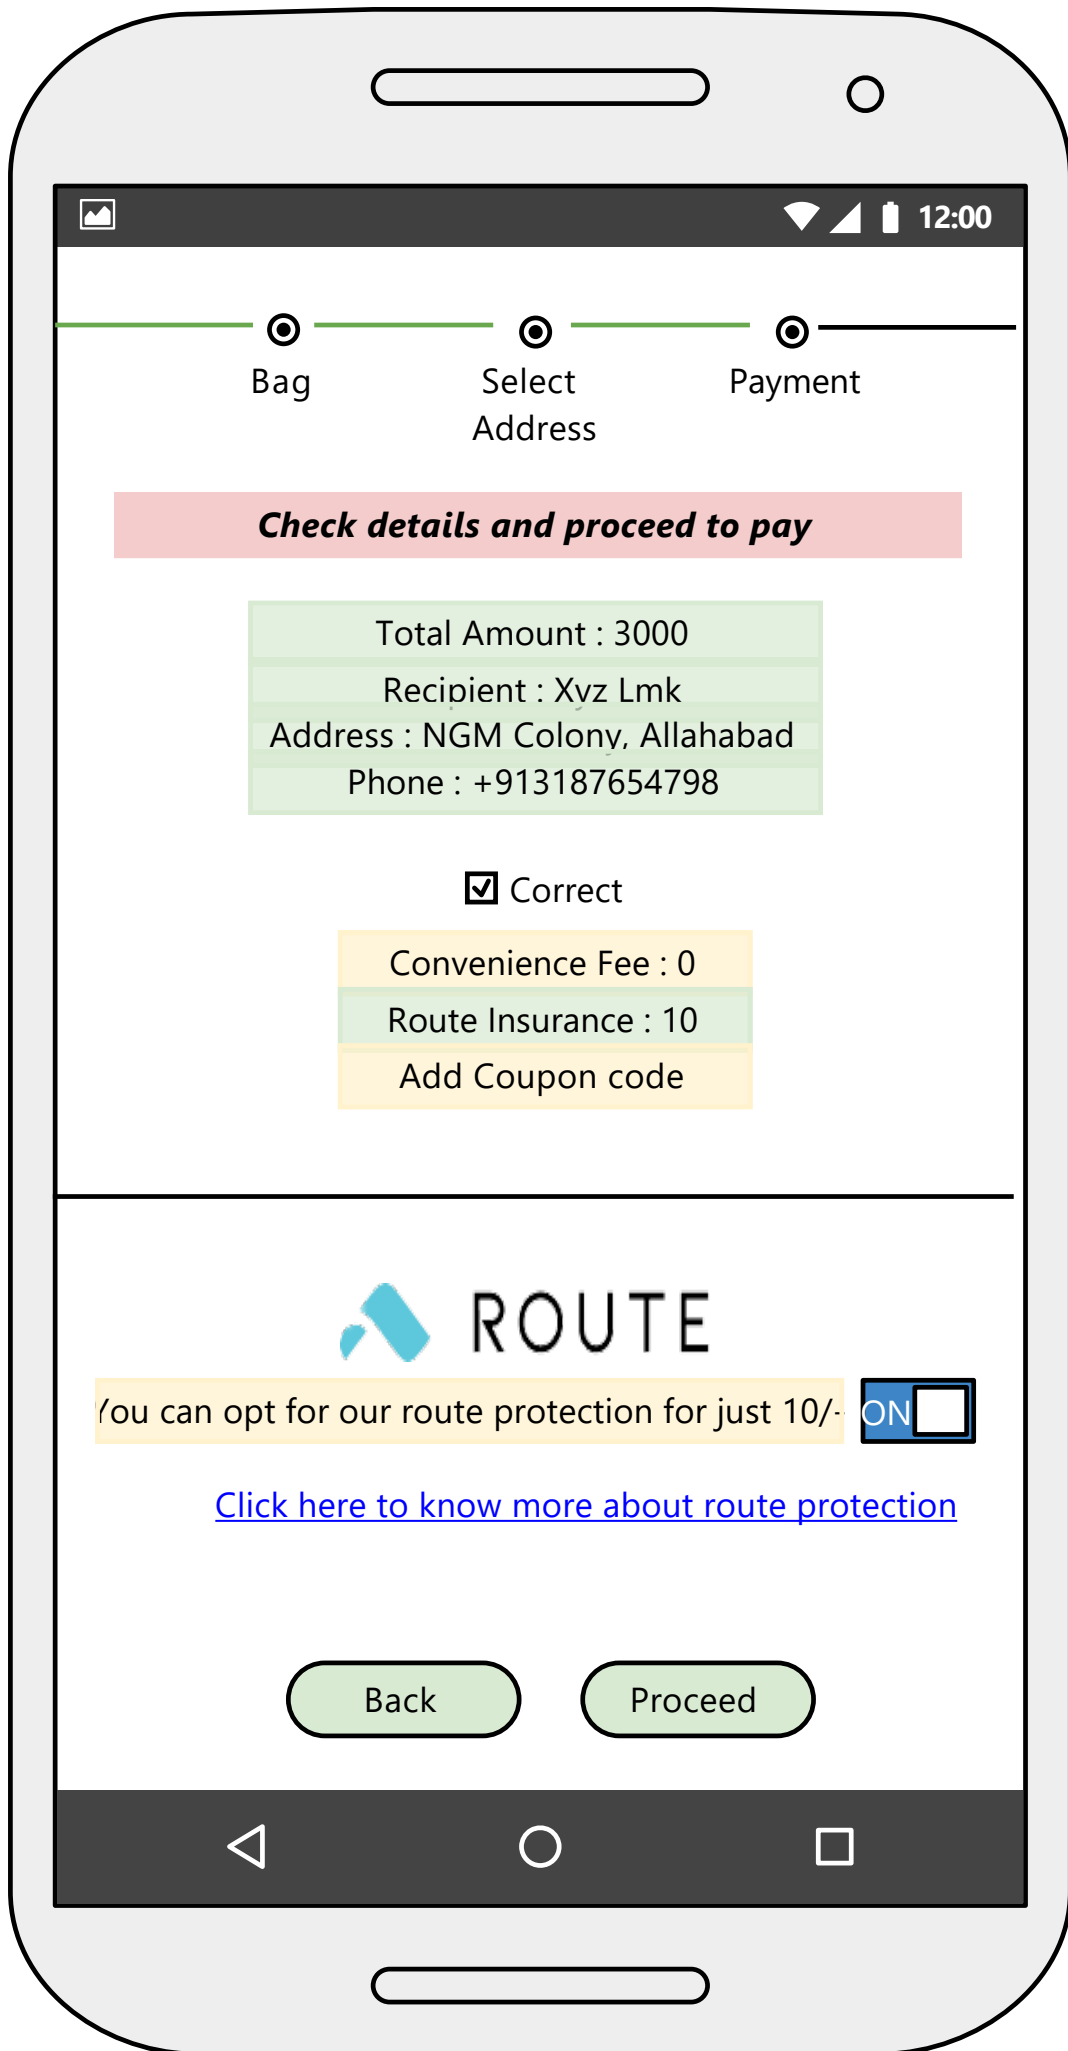 12:00
Bag
Select
Address
Payment
Check details and proceed to pay
Total Amount : 3000
Recipient : Xyz Lmk
Address : NGM Colony, Allahabad
Phone : +913187654798
Correct
Convenience Fee : 0
Route Insurance : 10
Add Coupon code
ROUTE
You can opt for our route protection for just 10/-
ON
Click here to know more about route protection
Back
Proceed